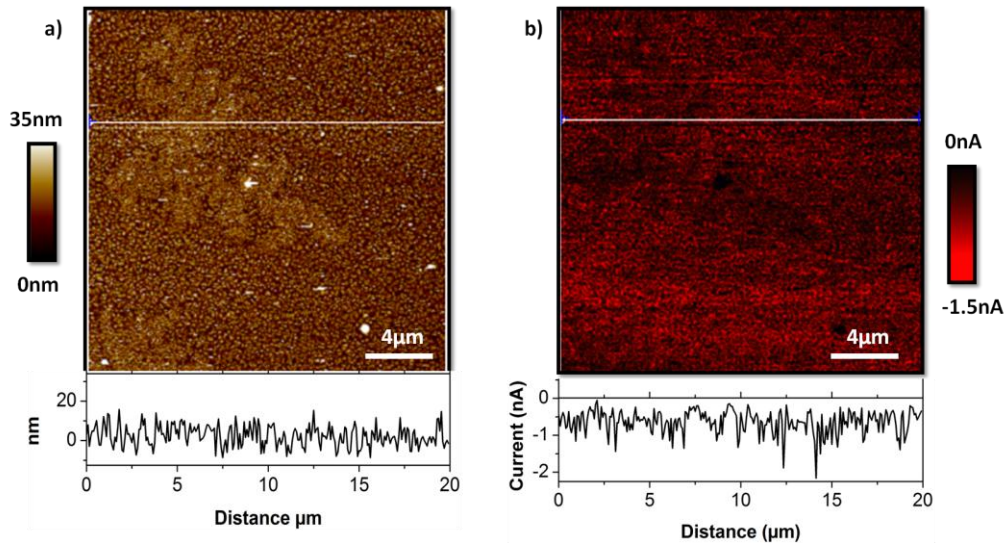 a)
35nm
0nm
4µm
20
0
nm
0 5 10 15 20
Distance µm
b)
0nA
-1.5nA
4µm
0
-1
-2
Current (nA)
0 5 10 15 20
Distance (µm)